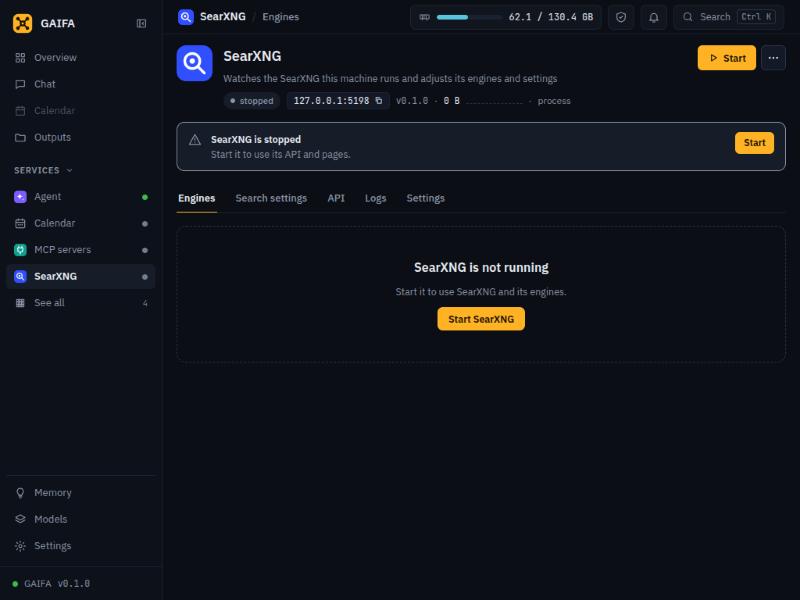 GAIFA
Overview
Chat
Calendar
Outputs
SERVICES
Agent
Calendar
MCP servers
SearXNG
See all 4
Memory
Models
Settings
GAIFA v0.1.0
SearXNG / Engines
62.1 / 130.4 GB
Search Ctrl K
SearXNG
Watches the SearXNG this machine runs and adjusts its engines and settings
stopped 127.0.0.1:5198 v0.1.0 · 0 B · process
Start
SearXNG is stopped
Start it to use its API and pages.
Start
Engines Search settings API Logs Settings
SearXNG is not running
Start it to use SearXNG and its engines.
Start SearXNG